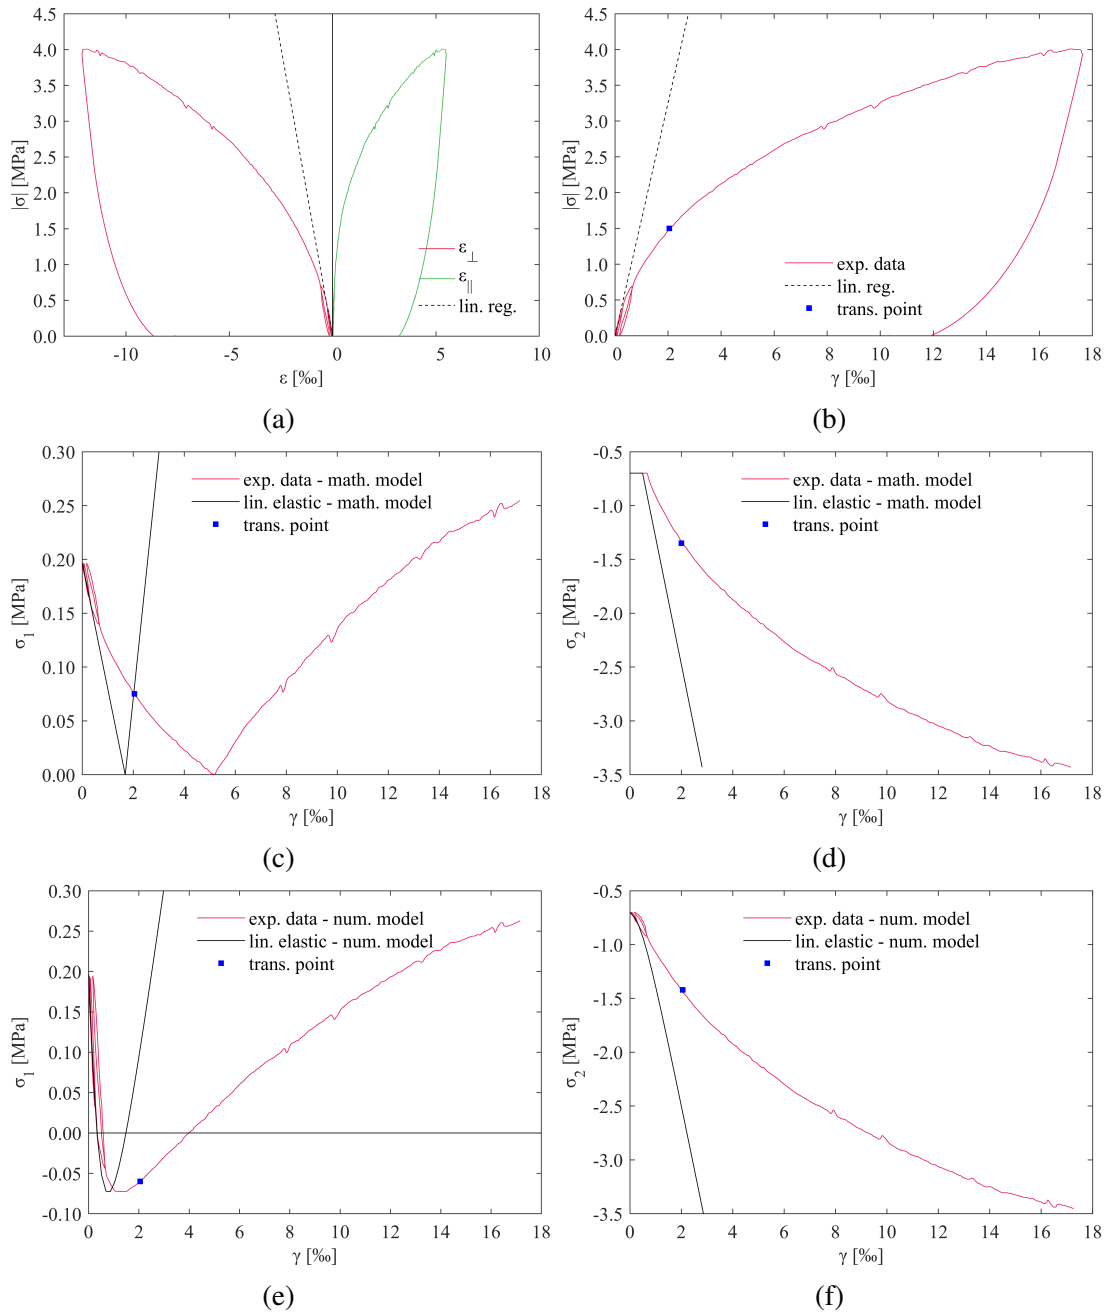 4.5
4.0
3.5
3.0
2.5
2.0
1.5
1.0
0.5
0.0
|σ| [MPa]
-10
-5
0
5
10
ε [‰]
ε⊥
ε∥
lin. reg.
(a)
4.5
4.0
3.5
3.0
2.5
2.0
1.5
1.0
0.5
0.0
|σ| [MPa]
0
2
4
6
8
10
12
14
16
18
γ [‰]
exp. data
lin. reg.
trans. point
(b)
0.30
0.25
0.20
0.15
0.10
0.05
0.00
σ1 [MPa]
0
2
4
6
8
10
12
14
16
18
γ [‰]
exp. data - math. model
lin. elastic - math. model
trans. point
(c)
-0.5
-1.0
-1.5
-2.0
-2.5
-3.0
-3.5
σ2 [MPa]
0
2
4
6
8
10
12
14
16
18
γ [‰]
exp. data - math. model
lin. elastic - math. model
trans. point
(d)
0.30
0.25
0.20
0.15
0.10
0.05
0.00
-0.05
-0.10
σ1 [MPa]
0
2
4
6
8
10
12
14
16
18
γ [‰]
exp. data - num. model
lin. elastic - num. model
trans. point
(e)
-0.5
-1.0
-1.5
-2.0
-2.5
-3.0
-3.5
σ2 [MPa]
0
2
4
6
8
10
12
14
16
18
γ [‰]
exp. data - num. model
lin. elastic - num. model
trans. point
(f)